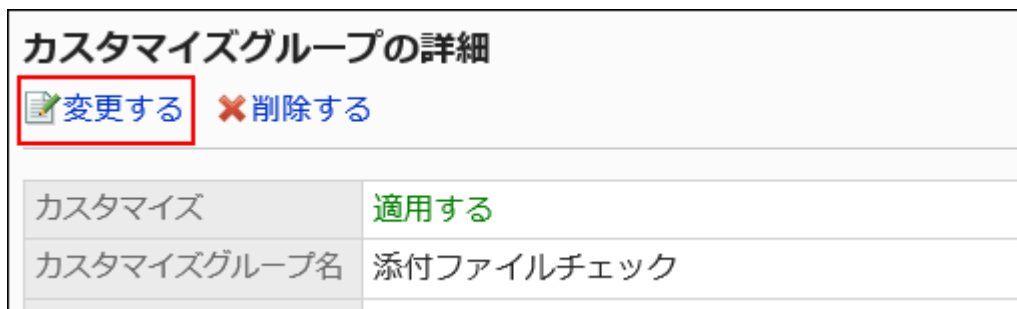 カスタマイズグループの詳細
変更する 削除する
カスタマイズ 適用する
カスタマイズグループ名 添付ファイルチェック